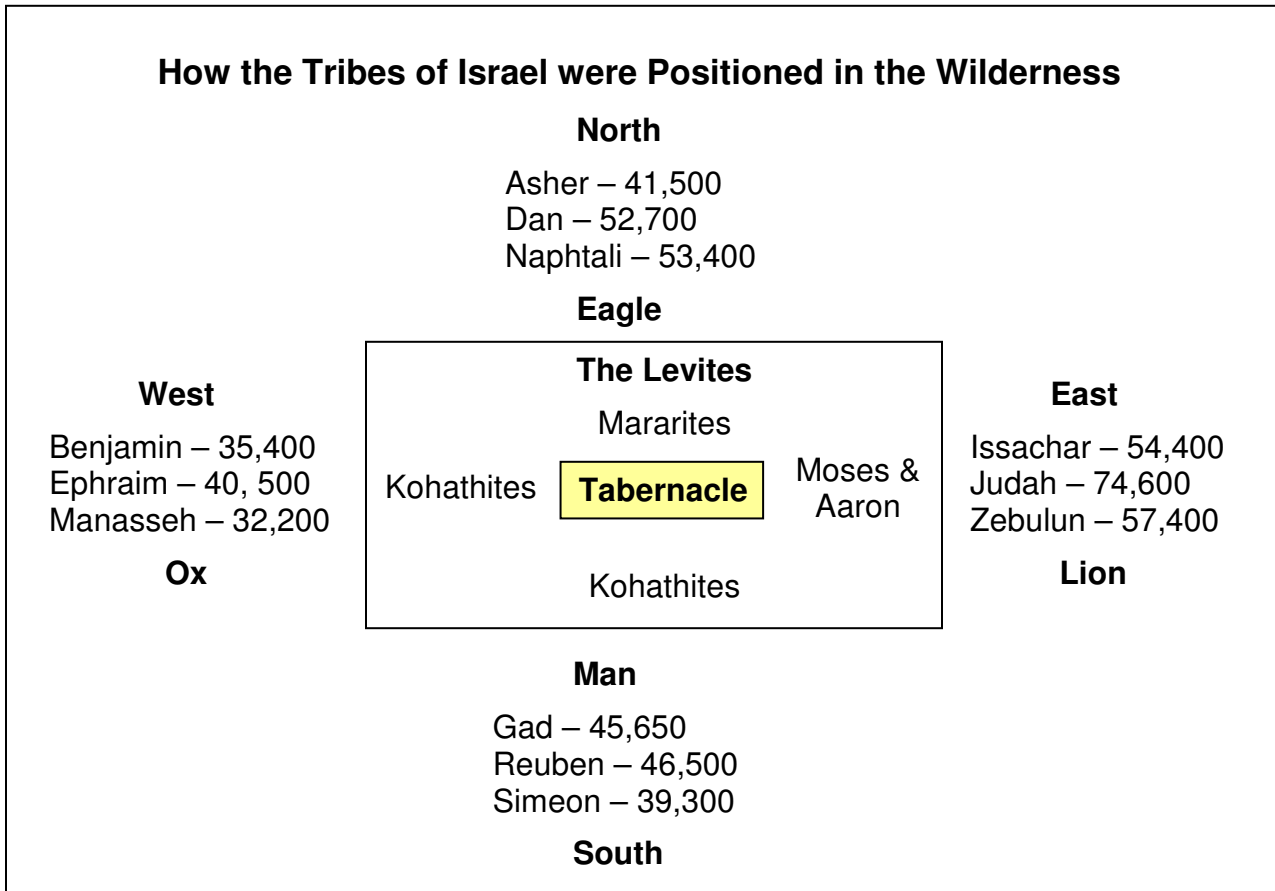 How the Tribes of Israel were Positioned in the Wilderness
North
Asher – 41,500
Dan – 52,700
Naphtali – 53,400
Eagle
West
Benjamin – 35,400
Ephraim – 40, 500
Manasseh – 32,200
Ox
The Levites
Mararites
Kohathites
Tabernacle
Moses &
Aaron
Kohathites
East
Issachar – 54,400
Judah – 74,600
Zebulun – 57,400
Lion
Man
Gad – 45,650
Reuben – 46,500
Simeon – 39,300
South